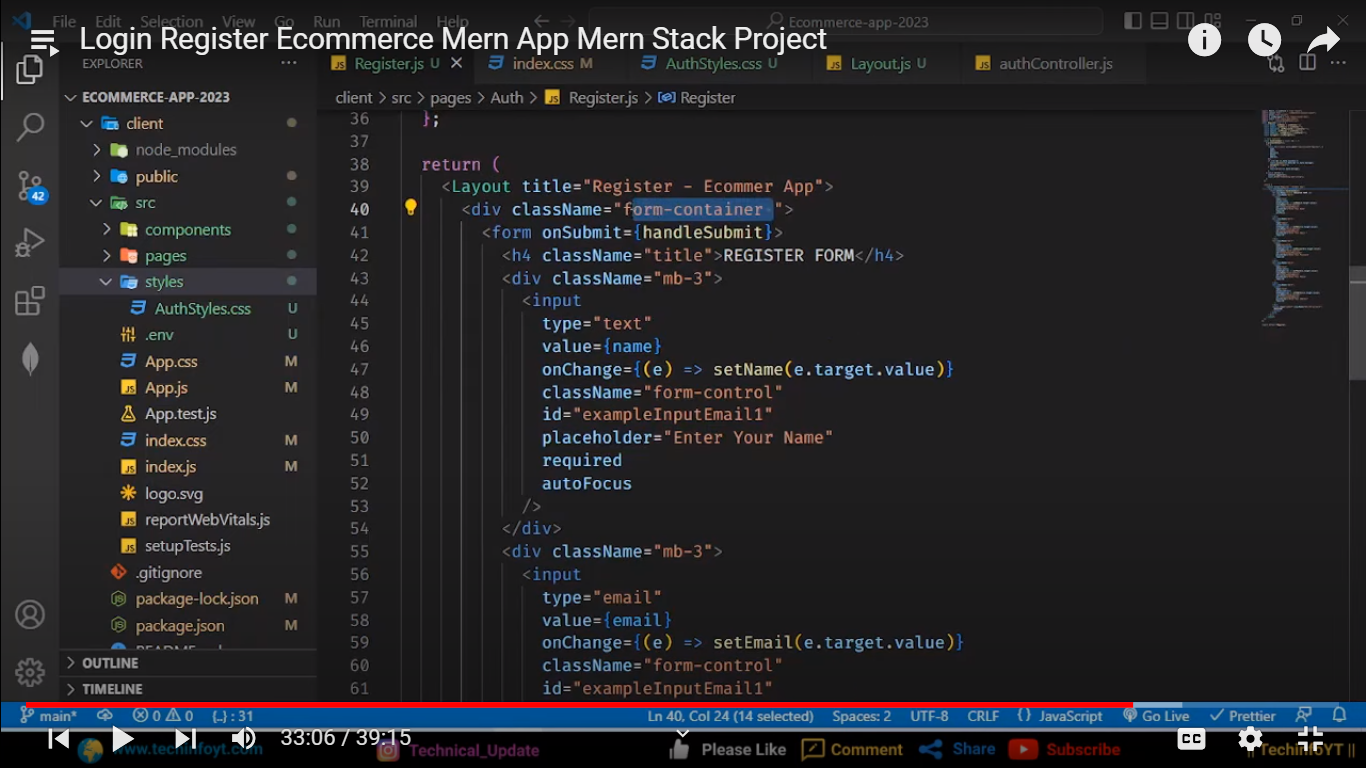 File Edit Selection View Go Run Terminal Help Ecommerce-app-2023
Login Register Ecommerce Mern App Mern Stack Project
EXPLORER
Register.js U index.css M AuthStyles.css U Layout.js U authController.js
client > src > pages > Auth > Register.js > Register
ECOMMERCE-APP-2023
client
node_modules
public
src
components
pages
styles
AuthStyles.css U
.env U
App.css M
App.js M
App.test.js
index.css M
index.js M
logo.svg
reportWebVitals.js
setupTests.js
.gitignore
package-lock.json M
package.json M
OUTLINE
TIMELINE
42
36 };
37
38 return (
39 <Layout title="Register - Ecommer App">
40 <div className="form-container ">
41 <form onSubmit={handleSubmit}>
42 <h4 className="title">REGISTER FORM</h4>
43 <div className="mb-3">
44 <input
45 type="text"
46 value={name}
47 onChange={(e) => setName(e.target.value)}
48 className="form-control"
49 id="exampleInputEmail1"
50 placeholder="Enter Your Name"
51 required
52 autoFocus
53 />
54 </div>
55 <div className="mb-3">
56 <input
57 type="email"
58 value={email}
59 onChange={(e) => setEmail(e.target.value)}
60 className="form-control"
61 id="exampleInputEmail1"
main* 0 0 {..} : 31 Ln 40, Col 24 (14 selected) Spaces: 2 UTF-8 CRLF {} JavaScript Go Live Prettier
33:06 / 39:15 CC
www.techinfoyt.com Technical_Update Please Like Comment Share Subscribe || TechinfoYT ||